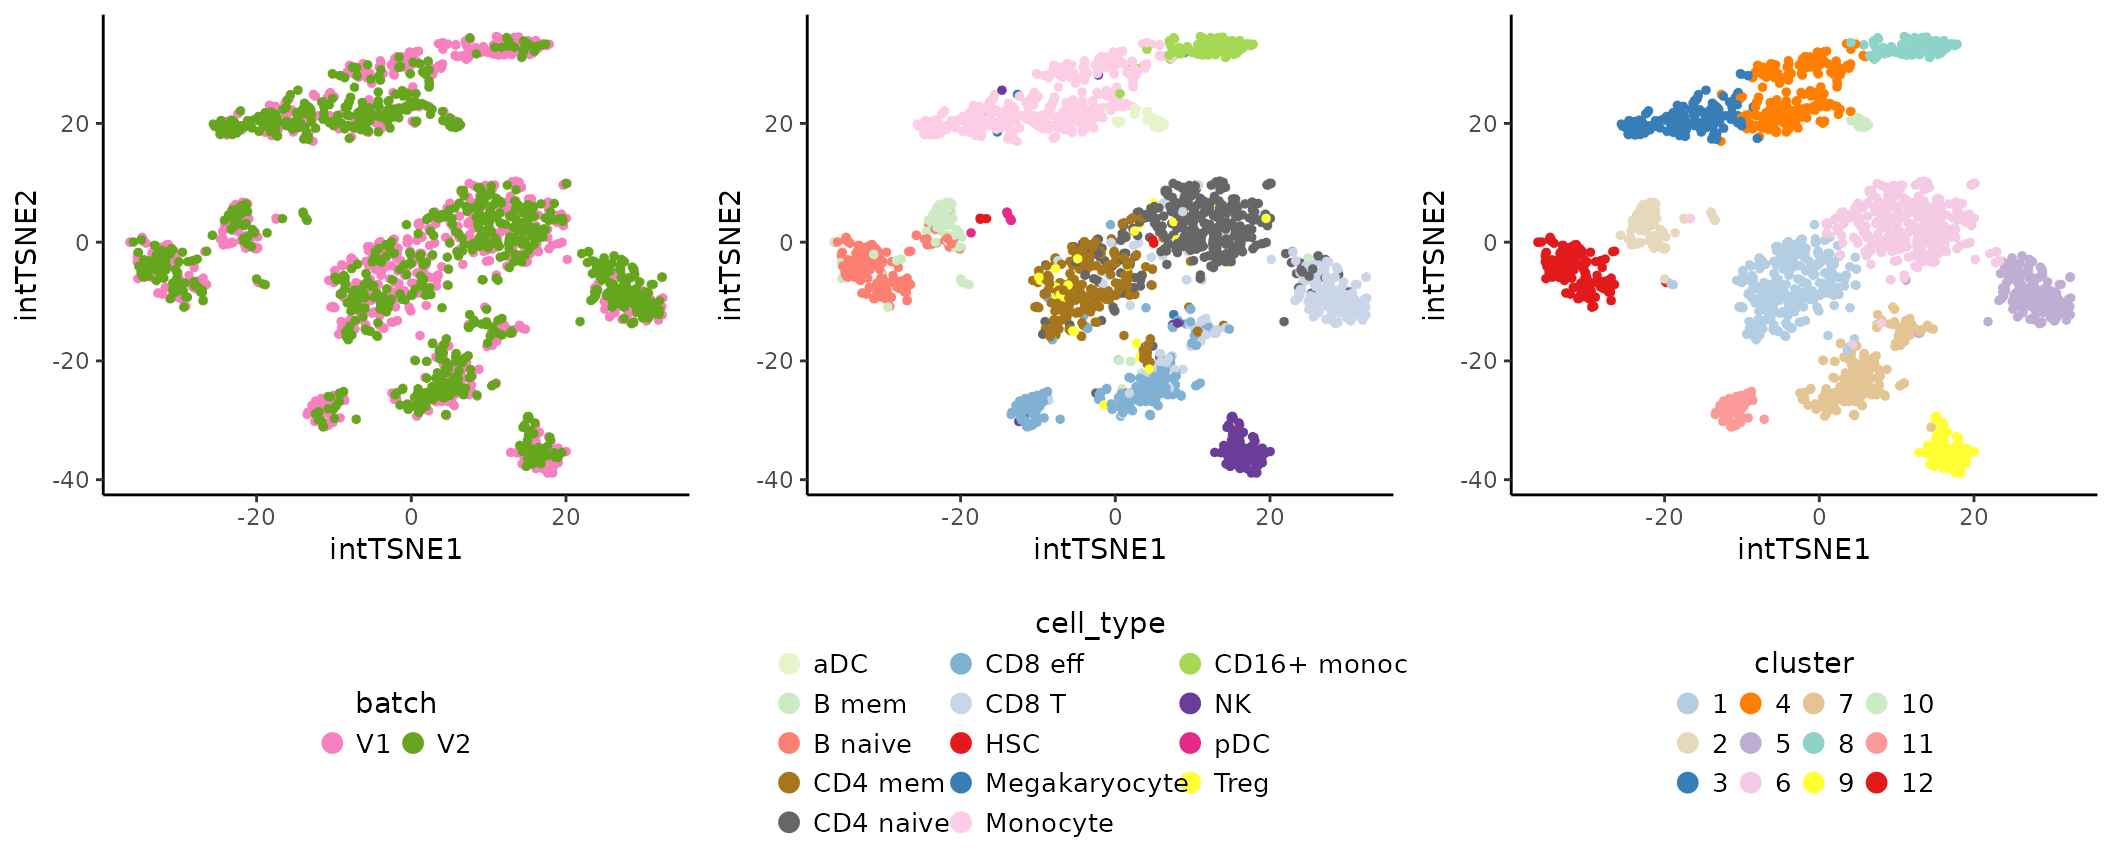 intTSNE2
20
0
-20
-40
-20 0 20
intTSNE1
batch
V1 V2
intTSNE2
20
0
-20
-40
-20 0 20
intTSNE1
cell_type
aDC CD8 eff CD16+ monoc
B mem CD8 T NK
B naive HSC pDC
CD4 mem Megakaryocyte Treg
CD4 naive Monocyte
intTSNE2
20
0
-20
-40
-20 0 20
intTSNE1
cluster
1 4 7 10
2 5 8 11
3 6 9 12